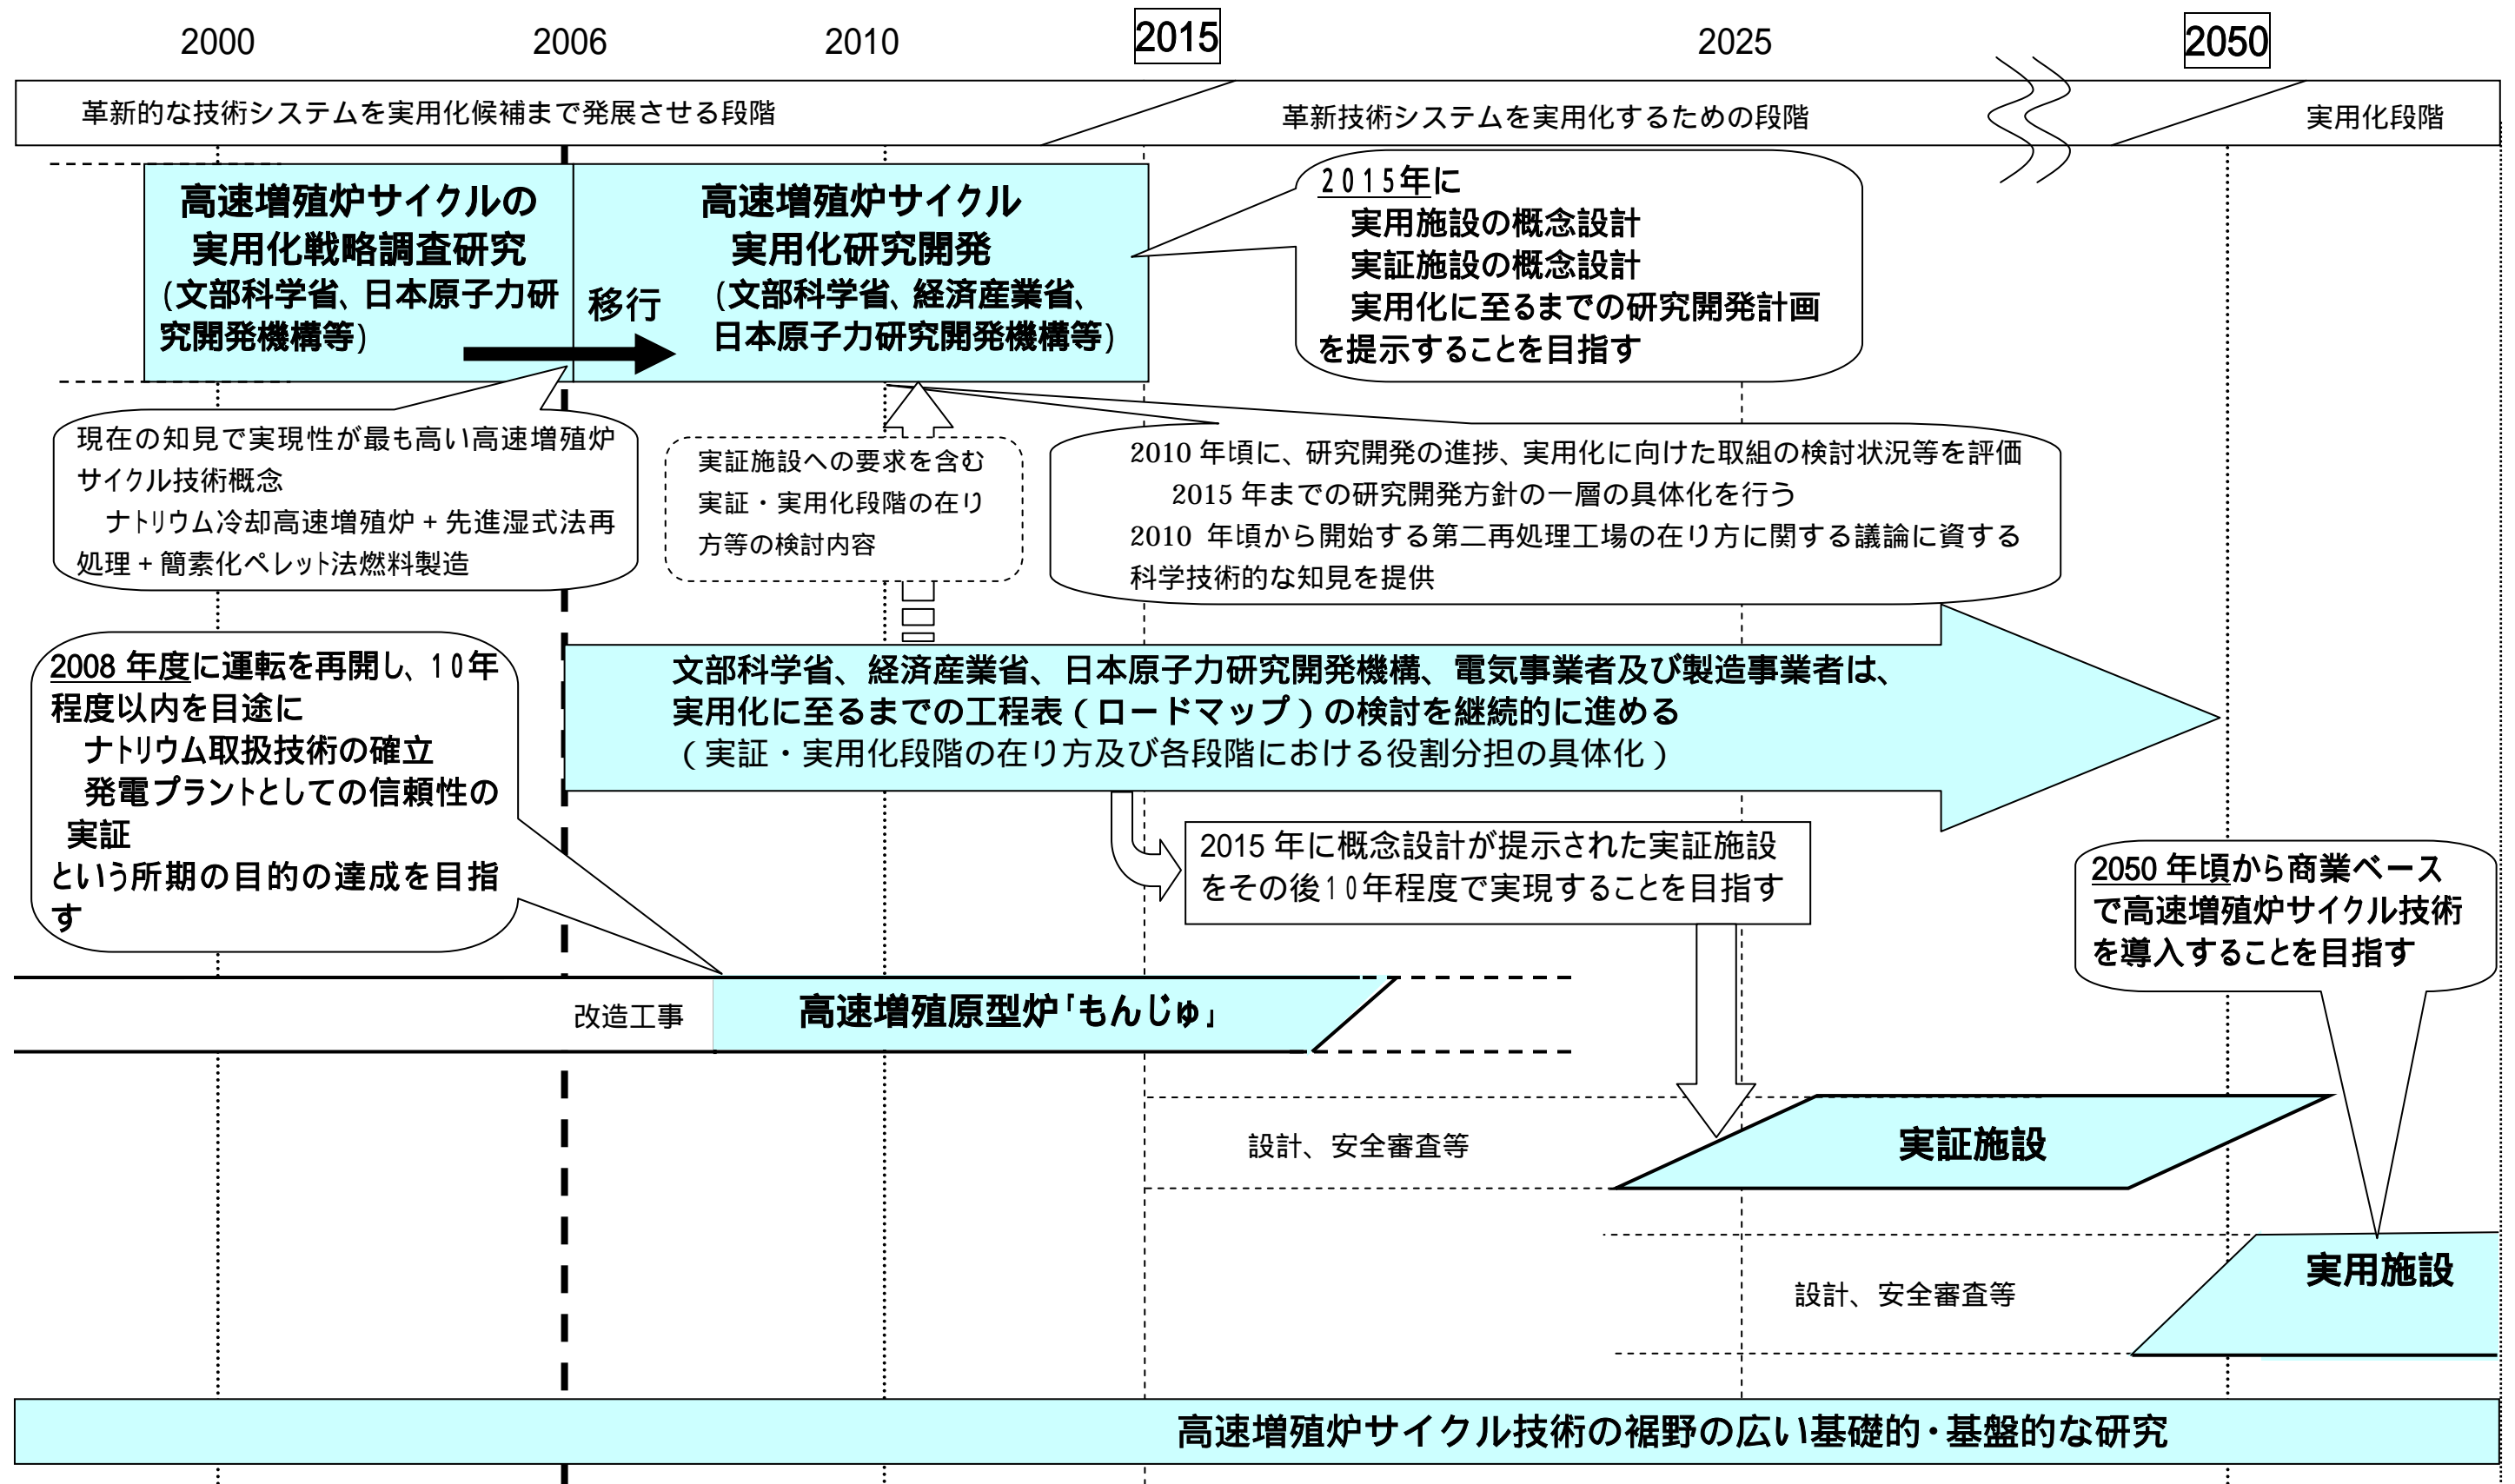 2000
2006
2010
2015
2025
2050
革新的な技術システムを実用化候補まで発展させる段階
革新技術システムを実用化するための段階
実用化段階
高速増殖炉サイクルの
実用化戦略調査研究
(文部科学省、日本原子力研
究開発機構等)
移行
高速増殖炉サイクル
実用化研究開発
(文部科学省、経済産業省、
日本原子力研究開発機構等)
2015年に
実用施設の概念設計
実証施設の概念設計
実用化に至るまでの研究開発計画
を提示することを目指す
現在の知見で実現性が最も高い高速増殖炉
サイクル技術概念
ナトリウム冷却高速増殖炉+先進湿式法再
処理+簡素化ペレット法燃料製造
実証施設への要求を含む
実証・実用化段階の在り
方等の検討内容
2010年頃に、研究開発の進捗、実用化に向けた取組の検討状況等を評価
2015年までの研究開発方針の一層の具体化を行う
2010 年頃から開始する第二再処理工場の在り方に関する議論に資する
科学技術的な知見を提供
2008年度に運転を再開し、10年
程度以内を目途に
ナトリウム取扱技術の確立
発電プラントとしての信頼性の
実証
という所期の目的の達成を目指
す
文部科学省、経済産業省、日本原子力研究開発機構、電気事業者及び製造事業者は、
実用化に至るまでの工程表(ロードマップ)の検討を継続的に進める
(実証・実用化段階の在り方及び各段階における役割分担の具体化)
2015年に概念設計が提示された実証施設
をその後10年程度で実現することを目指す
2050年頃から商業ベース
で高速増殖炉サイクル技術
を導入することを目指す
改造工事
高速増殖原型炉「もんじゅ」
設計、安全審査等
実証施設
設計、安全審査等
実用施設
高速増殖炉サイクル技術の裾野の広い基礎的・基盤的な研究